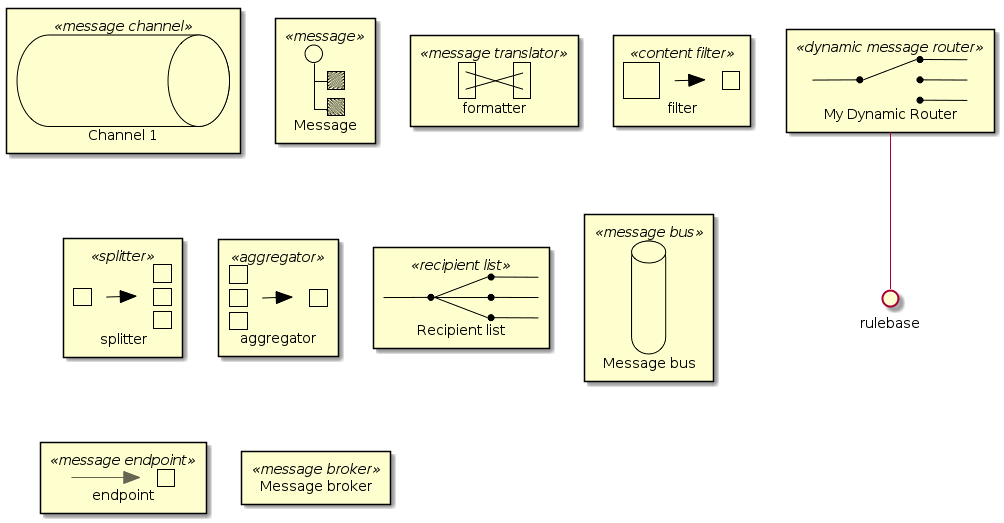 «message channel»
Channel 1
«message»
Message
«message translator»
formatter
«content filter»
filter
«dynamic message router»
My Dynamic Router
«splitter»
splitter
«aggregator»
aggregator
«recipient list»
Recipient list
«message bus»
Message bus
rulebase
«message endpoint»
endpoint
«message broker»
Message broker